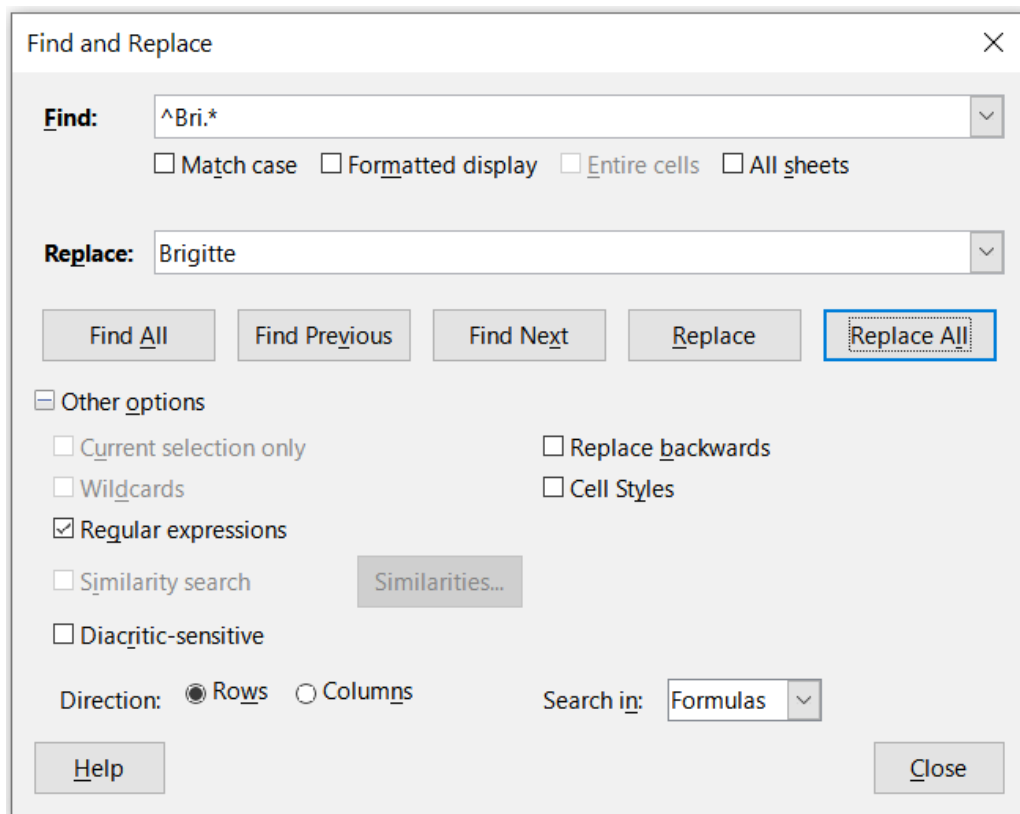 Find and Replace
Find: ^Bri.*
Match case Formatted display Entire cells All sheets
Replace: Brigitte
Find All Find Previous Find Next Replace Replace All
Other options
Current selection only Replace backwards
Wildcards Cell Styles
Regular expressions
Similarity search Similarities...
Diacritic-sensitive
Direction: Rows Columns Search in: Formulas
Help Close